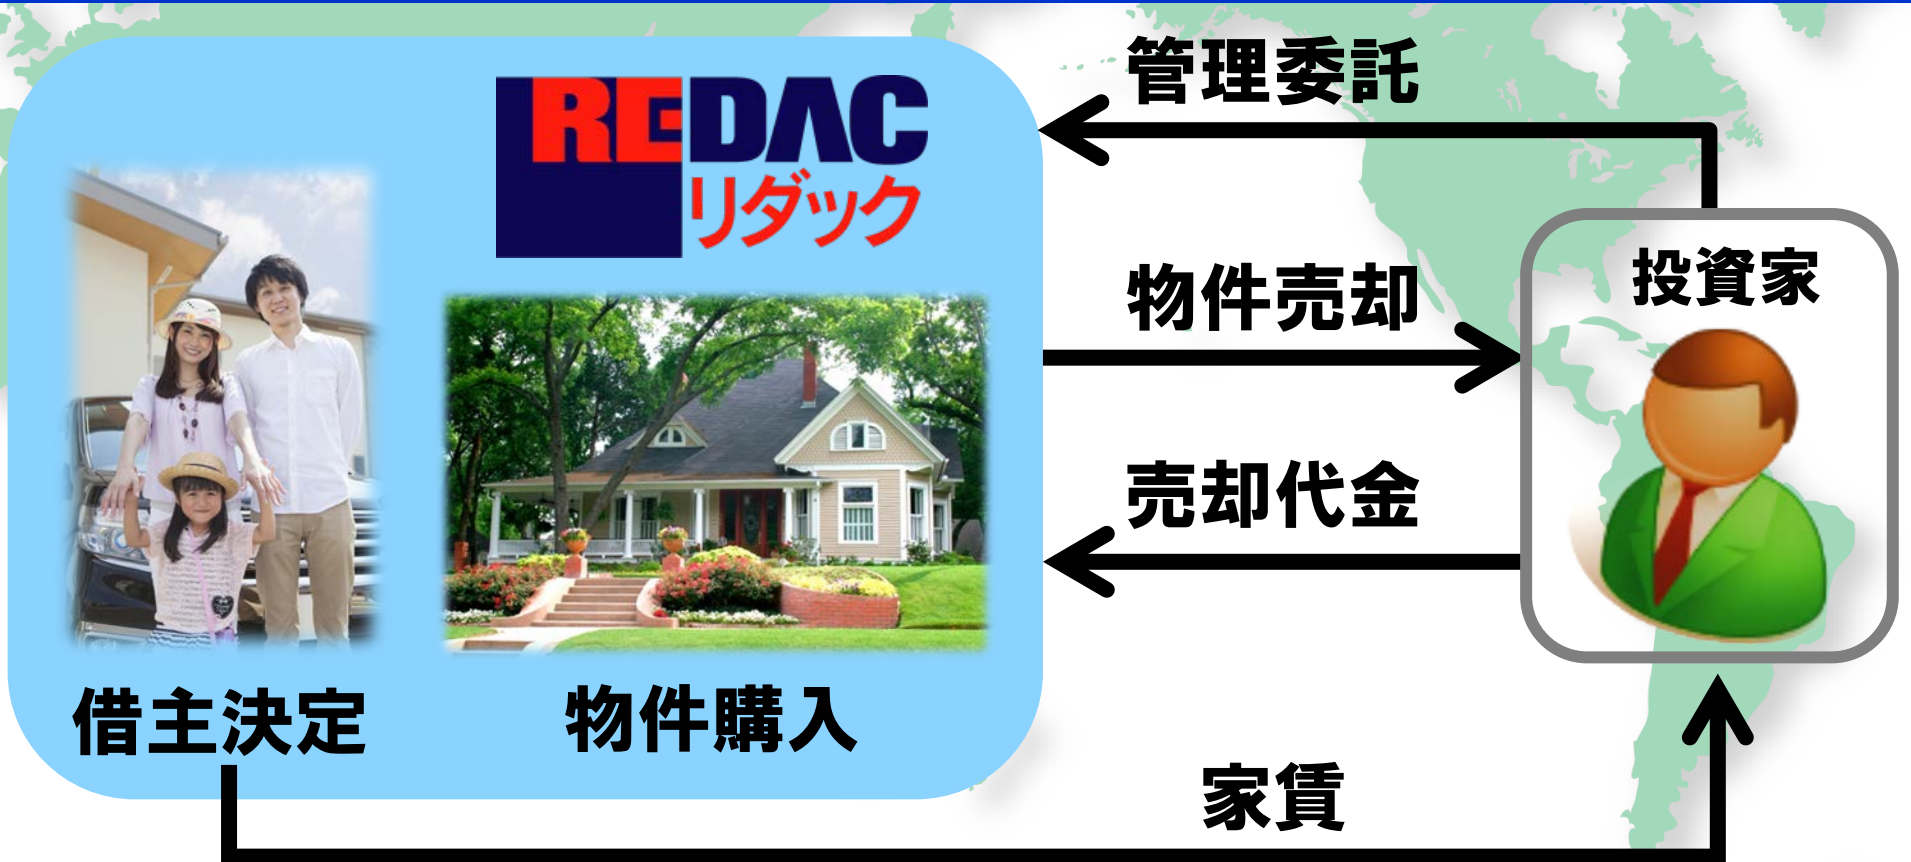 管理委託
REDAC
リダック
投資家
物件売却
売却代金
借主決定
物件購入
家賃